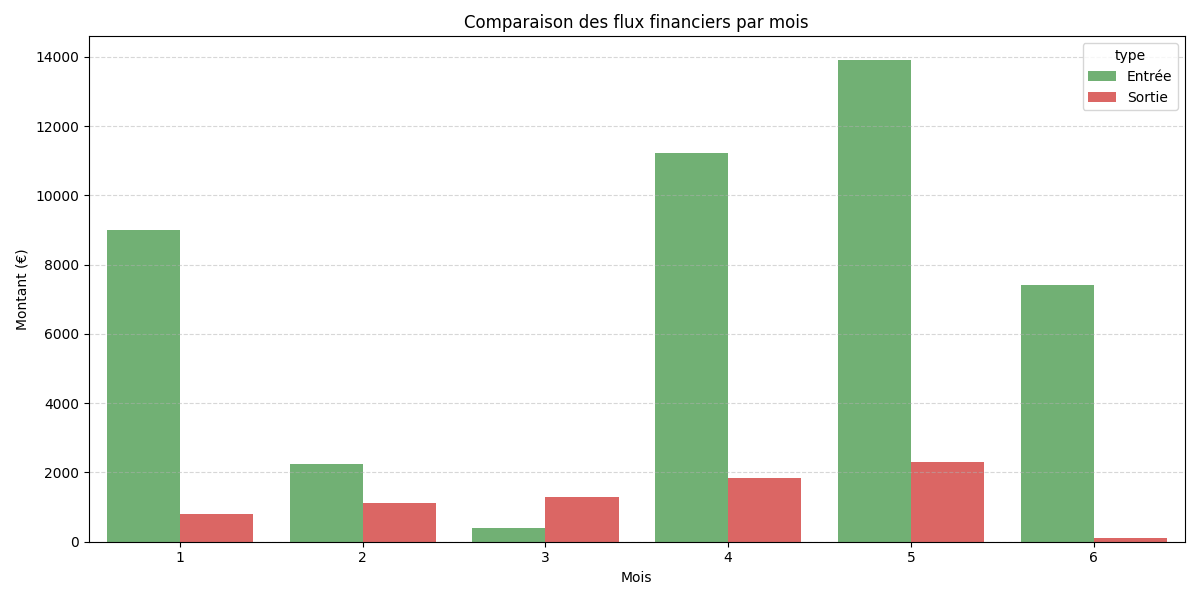 Comparaison des flux financiers par mois
type
Entrée
Sortie
14000
12000
10000
8000
6000
4000
2000
0
Montant (€)
1 2 3 4 5 6
Mois